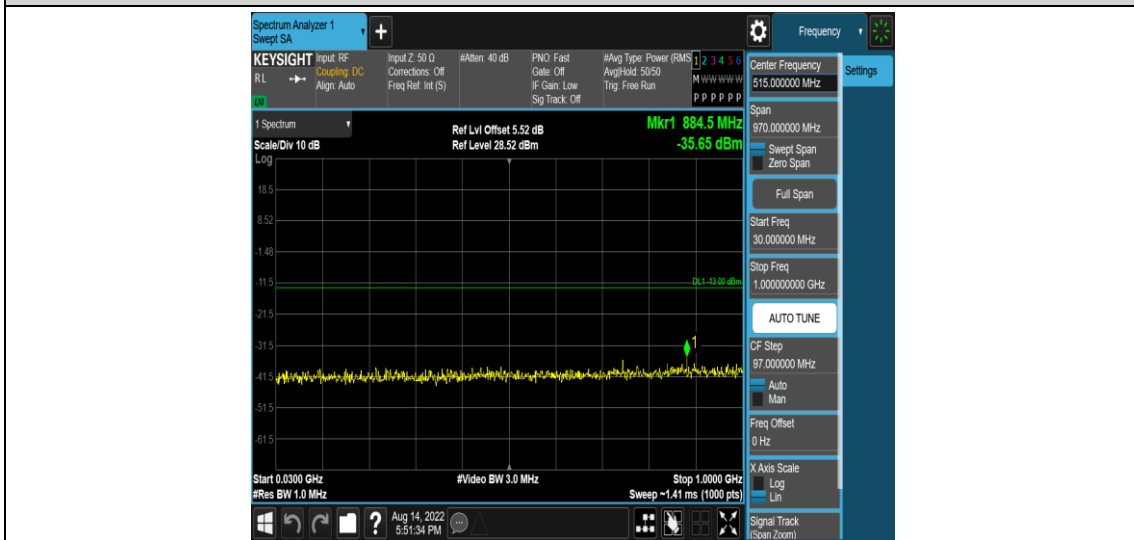 Spectrum Analyzer 1
Swept SA
Frequency
KEYSIGHT
RL
LXI
Input: RF
Coupling: DC
Align: Auto
Input Z: 50 Ω
Corrections: Off
Freq Ref: Int (S)
#Atten: 40 dB
PNO: Fast
Gate: Off
IF Gain: Low
Sig Track: Off
#Avg Type: Power (RMS
Avg|Hold: 50/50
Trig: Free Run
1 2 3 4 5 6
M W W W W W
P P P P P P
1 Spectrum
Scale/Div 10 dB
Ref Lvl Offset 5.52 dB
Ref Level 28.52 dBm
Mkr1 884.5 MHz
-35.65 dBm
Log
18.5
8.52
-1.48
-11.5
DL1 -13.00 dBm
-21.5
-31.5
1
-41.5
-51.5
-61.5
Start 0.0300 GHz
#Video BW 3.0 MHz
Stop 1.0000 GHz
#Res BW 1.0 MHz
Sweep ~1.41 ms (1000 pts)
?
Aug 14, 2022
5:51:34 PM
Center Frequency
515.000000 MHz
Settings
Span
970.000000 MHz
Swept Span
Zero Span
Full Span
Start Freq
30.000000 MHz
Stop Freq
1.000000000 GHz
AUTO TUNE
CF Step
97.000000 MHz
Auto
Man
Freq Offset
0 Hz
X Axis Scale
Log
Lin
Signal Track
(Span Zoom)